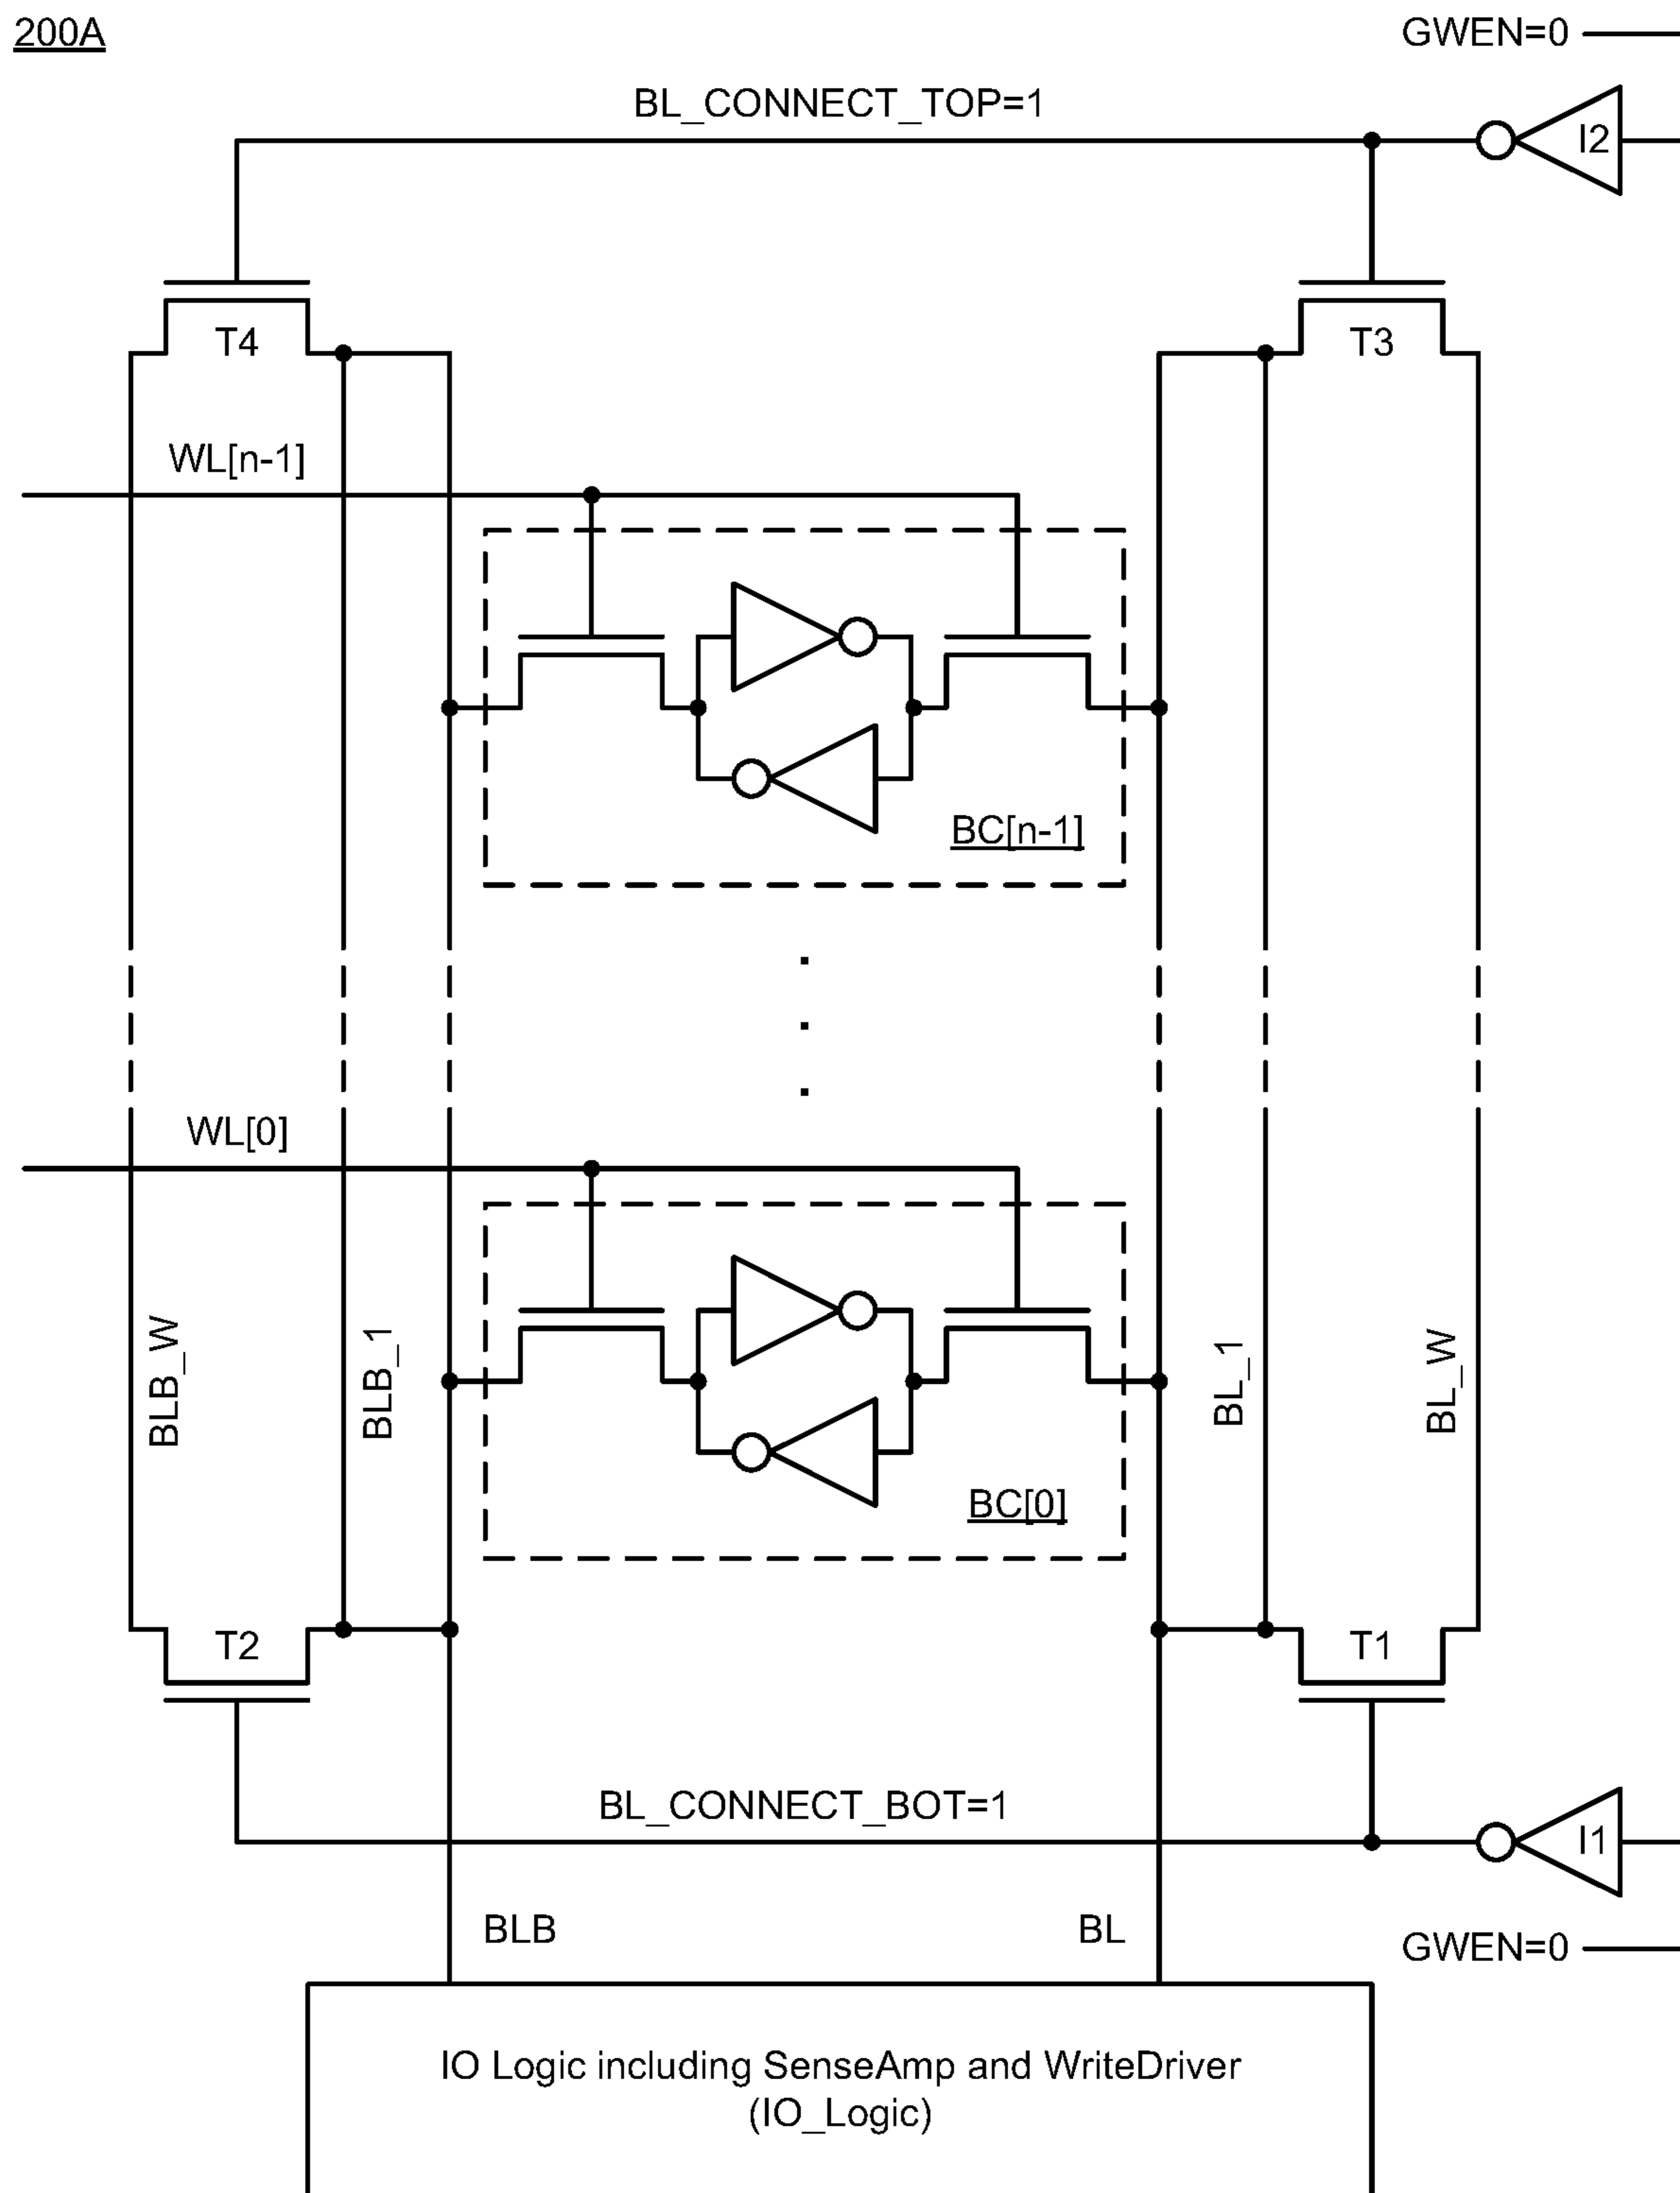 200A
GWEN=0
BL_CONNECT_TOP=1
I2
T4
T3
WL[n-1]
BC[n-1]
WL[0]
BLB_W
BLB_1
BL_1
BL_W
BC[0]
T2
T1
BL_CONNECT_BOT=1
I1
BLB
BL
GWEN=0
IO Logic including SenseAmp and WriteDriver
(IO_Logic)